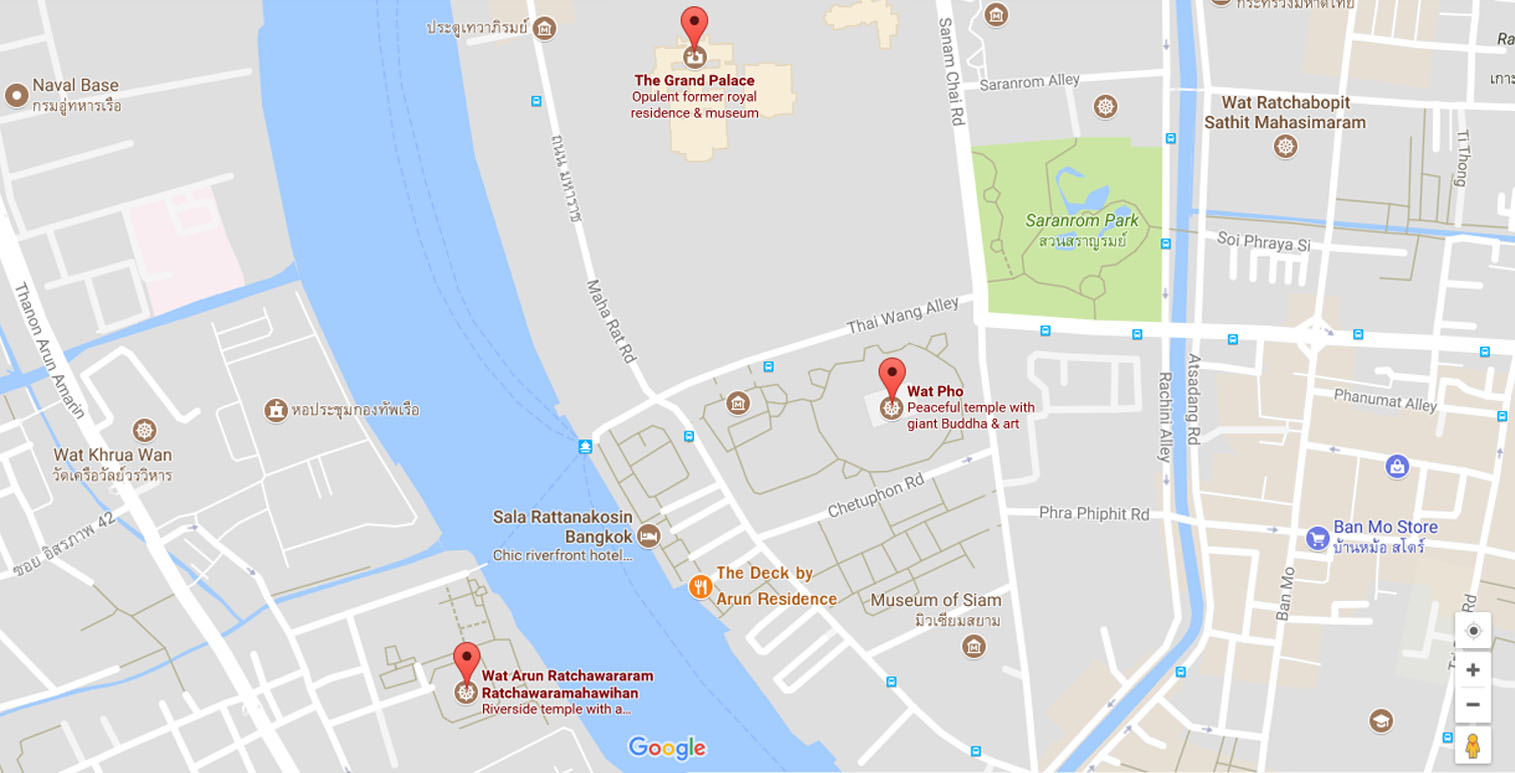 ประตูเทวาภิรมย์
กระทรวงมหาดไทย
Ra
เกาะ
The Grand Palace
Opulent former royal
residence & museum
Sanam Chai Rd
Saranrom Alley
Naval Base
กรมอู่ทหารเรือ
Wat Ratchabopit
Sathit Mahasimaram
Ti Thong
ถนน มหาราช
Saranrom Park
สวนสราญรมย์
Soi Phraya Si
Maha Rat Rd
Thai Wang Alley
Thanon Arun Amarin
Wat Pho
Peaceful temple with
giant Buddha & art
Rachini Alley
Atsadang Rd
Phanumat Alley
หอประชุมกองทัพเรือ
Wat Khrua Wan
วัดเครือวัลย์วรวิหาร
ซอย อิสรภาพ 42
Chetuphon Rd
Phra Phiphit Rd
Sala Rattanakosin
Bangkok
Chic riverfront hotel...
Ban Mo Store
บ้านหม้อ สโตร์
The Deck by
Arun Residence
Museum of Siam
มิวเซียมสยาม
Ban Mo
Rd
Wat Arun Ratchawararam
Ratchawaramahawihan
Riverside temple with a...
Google